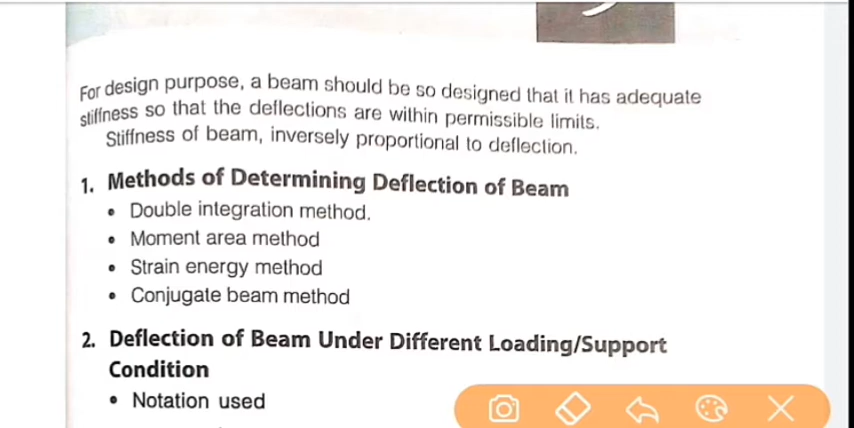 For design purpose, a beam should be so designed that it has adequate
stiffness so that the deflections are within permissible limits.
Stiffness of beam, inversely proportional to deflection.
1. Methods of Determining Deflection of Beam
• Double integration method.
• Moment area method
• Strain energy method
• Conjugate beam method
2. Deflection of Beam Under Different Loading/Support
Condition
• Notation used